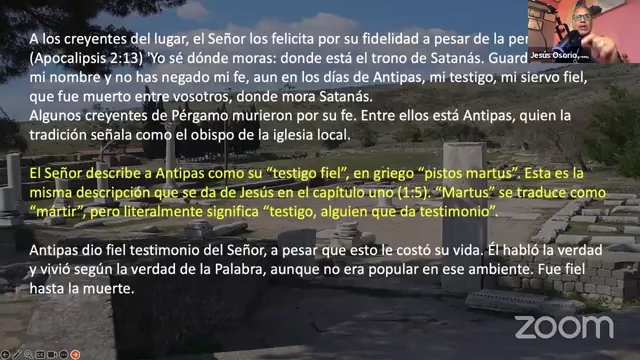 A los creyentes del lugar, el Señor los felicita por su fidelidad a pesar de la
(Apocalipsis 2:13) 'Yo sé dónde moras: donde está el trono de Satanás.
mi nombre y no has negado mi fe, aun en los días de Antipas, mi testigo, mi siervo fiel,
que fue muerto entre vosotros, donde mora Satanás.
Algunos creyentes de Pérgamo murieron por su fe. Entre ellos está Antipas, quien la
tradición señala como el obispo de la iglesia local.
El Señor describe a Antipas como su "testigo fiel", en griego "pistos martus". Esta es la
misma descripción que se da de Jesús en el capítulo uno (1:5). "Martus" se traduce como
"mártir", pero literalmente significa "testigo, alguien que da testimonio".
Antipas dio fiel testimonio del Señor, a pesar que esto le costó su vida. Él habló la verdad
y vivió según la verdad de la Palabra, aunque no era popular en ese ambiente. Fue fiel
hasta la muerte.
Jesús Osorio,
zoom